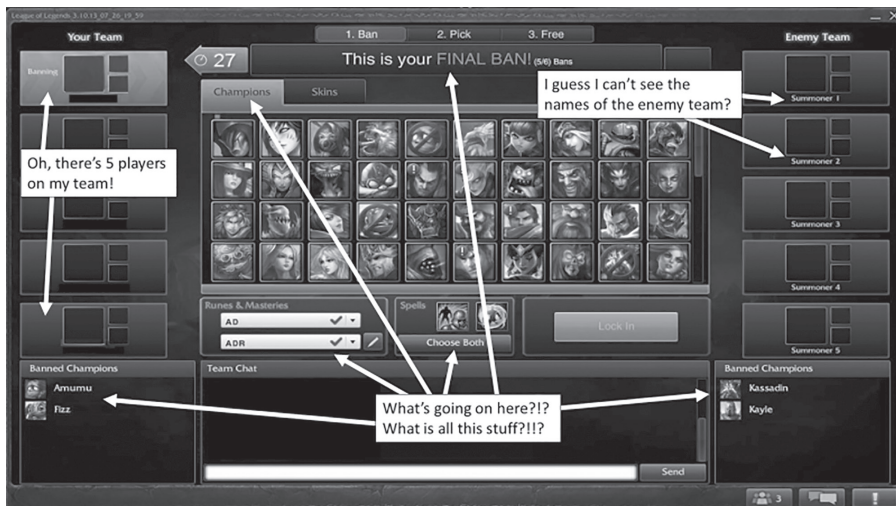 League of Legends 3.10.13_07_26_19_59
Your Team
1. Ban
2. Pick
3. Free
Enemy Team
Banning
27
This is your FINAL BAN! (5/6) Bans
Champions
Skins
I guess I can't see the
names of the enemy team?
Summoner 1
Summoner 2
Oh, there's 5 players
on my team!
Summoner 3
Summoner 4
Summoner 5
Runes & Masteries
AD
ADR
Spells
Choose Both
Lock In
Banned Champions
Amumu
Fizz
Team Chat
What's going on here?!?
What is all this stuff?!!?
Send
Banned Champions
Kassadin
Kayle
3